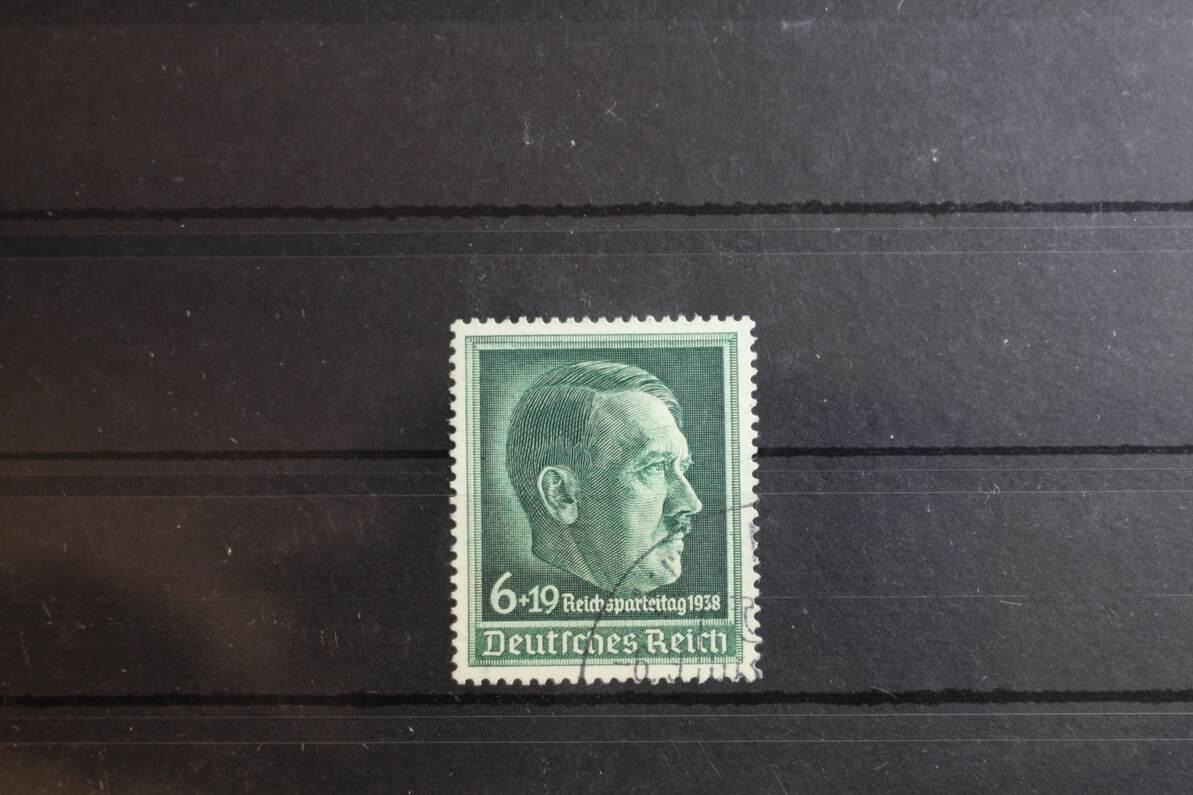 6+19 Reichsparteitag 1938
Deutsches Reich